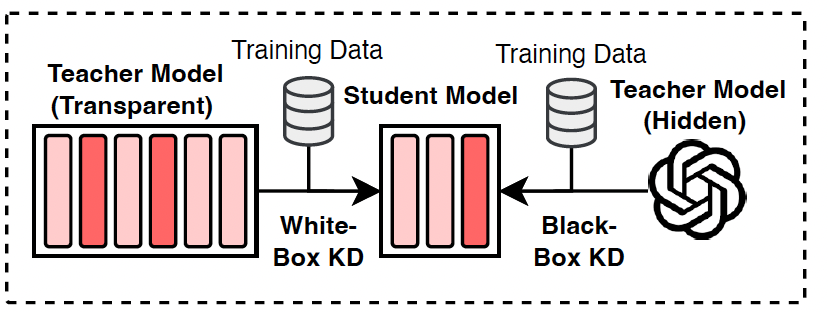 Training Data
Training Data
Teacher Model
(Transparent)
Student Model
Teacher Model
(Hidden)
White-
Box KD
Black-
Box KD